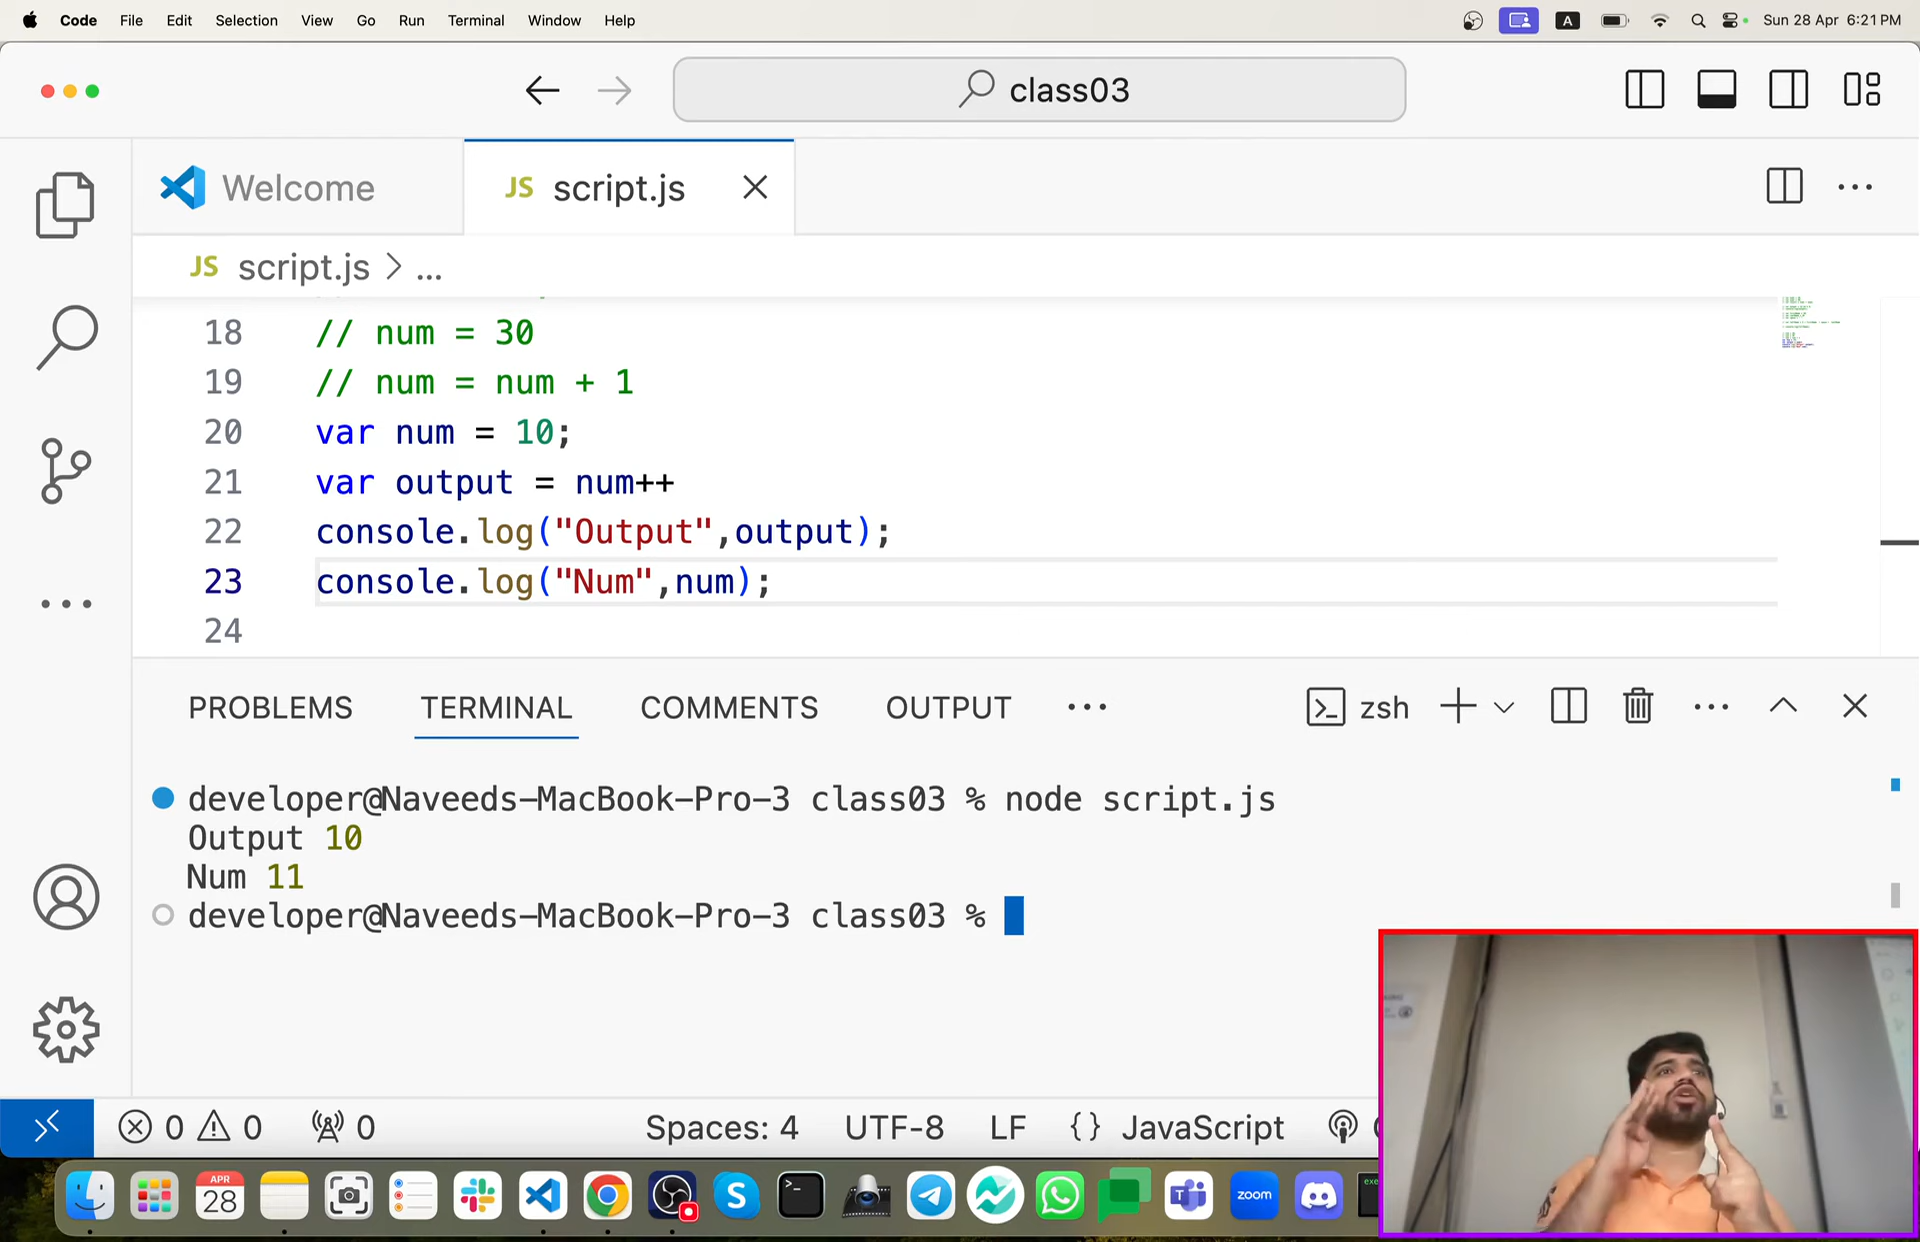 Code File Edit Selection View Go Run Terminal Window Help A Sun 28 Apr 6:21 PM
class03
Welcome JS script.js
JS script.js > ...
18 // num = 30
19 // num = num + 1
20 var num = 10;
21 var output = num++
22 console.log("Output",output);
23 console.log("Num",num);
24
PROBLEMS TERMINAL COMMENTS OUTPUT zsh
developer@Naveeds-MacBook-Pro-3 class03 % node script.js
Output 10
Num 11
developer@Naveeds-MacBook-Pro-3 class03 %
0 0 0 Spaces: 4 UTF-8 LF {} JavaScript
APR
28
S
zoom